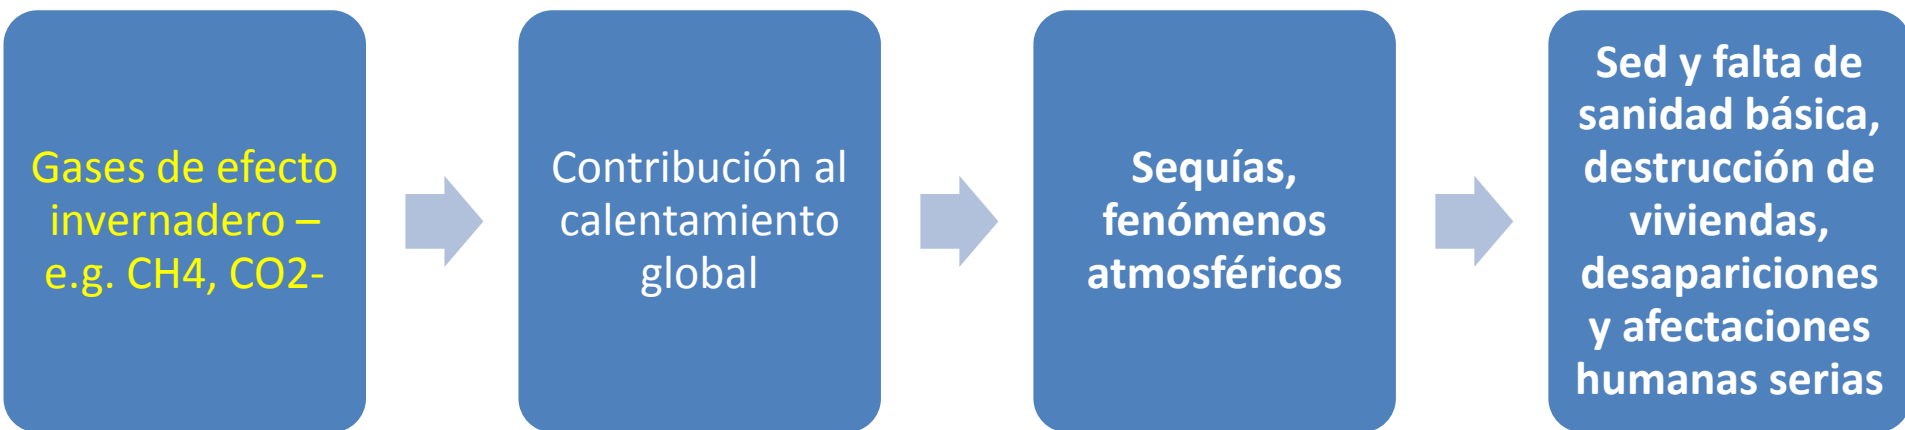 Gases de efecto
invernadero –
e.g. CH4, CO2-
Contribución al
calentamiento
global
Sequías,
fenómenos
atmosféricos
Sed y falta de
sanidad básica,
destrucción de
viviendas,
desapariciones
y afectaciones
humanas serias